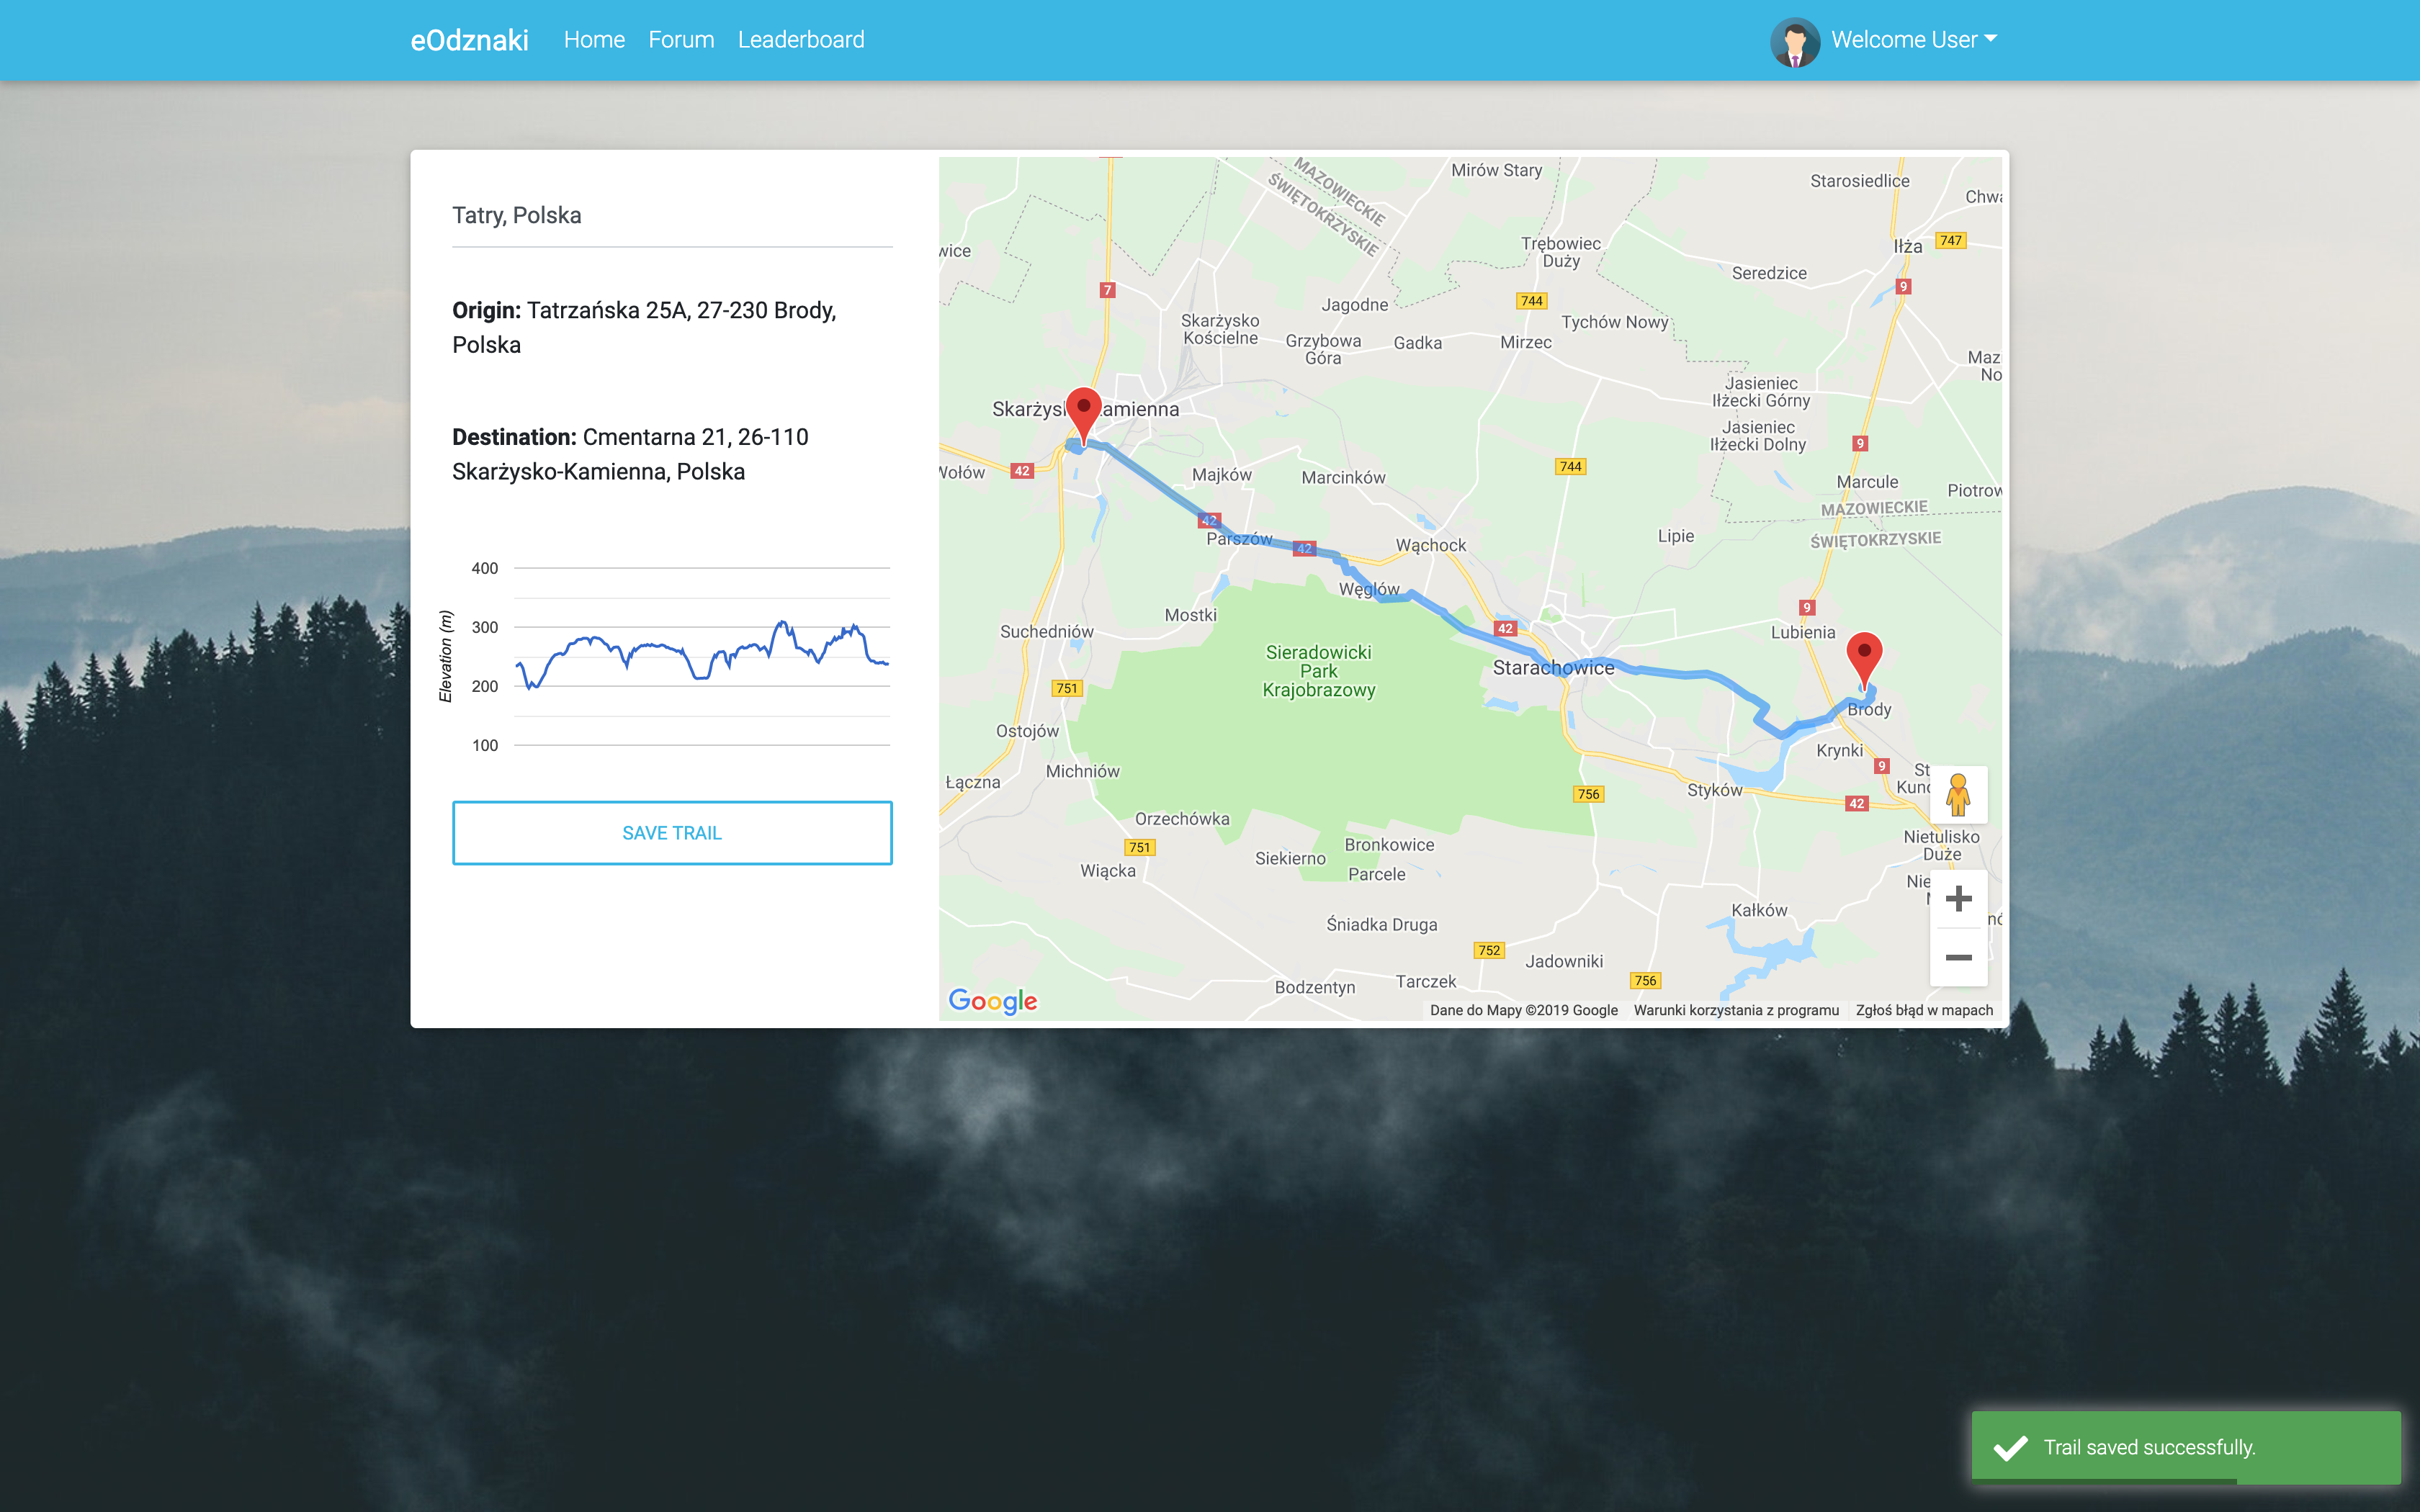 eOdznaki Home Forum Leaderboard Welcome User
Tatry, Polska
Origin: Tatrzańska 25A, 27-230 Brody,
Polska
Destination: Cmentarna 21, 26-110
Skarżysko-Kamienna, Polska
400
300
200
100
Elevation (m)
SAVE TRAIL
MAZOWIECKIE
ŚWIĘTOKRZYSKIE
Mirów Stary
Starosiedlice
Chwa
wice
Trębowiec
Duży
Iłża
747
Seredzice
7
9
744
Jagodne
Skarżysko
Kościelne
Tychów Nowy
Grzybowa
Góra
Gadka
Mirzec
Maz
No
Jasieniec
Iłżecki Górny
Jasieniec
Iłżecki Dolny
9
42
Wołów
Majków
Marcinków
744
Marcule
Piotrow
MAZOWIECKIE
ŚWIĘTOKRZYSKIE
42
Parszów
42
Wąchock
Lipie
Węglów
Mostki
9
Suchedniów
42
Lubienia
Sieradowicki
Park
Krajobrazowy
Starachowice
751
Brody
Ostojów
Krynki
9
Michniów
Łączna
St
Kund
Styków
756
42
Orzechówka
Nietulisko
Duże
751
Bronkowice
Siekierno
Wiącka
Parcele
Nie
Kałków
Śniadka Druga
752
Jadowniki
756
Tarczek
Bodzentyn
Google
Dane do Mapy ©2019 Google Warunki korzystania z programu Zgłoś błąd w mapach
Trail saved successfully.